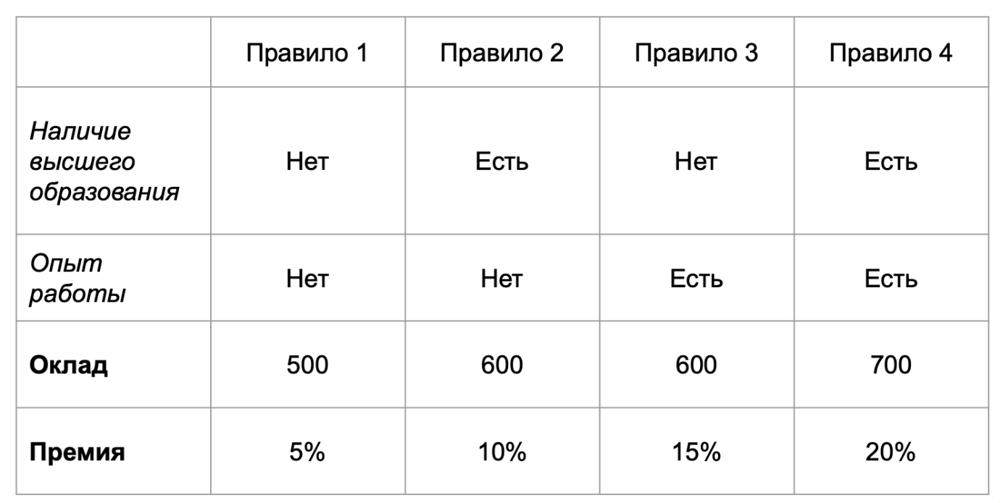 Правило 1 Правило 2 Правило 3 Правило 4
Наличие
высшего
образования
Нет Есть Нет Есть
Опыт
работы
Нет Нет Есть Есть
Оклад 500 600 600 700
Премия 5% 10% 15% 20%